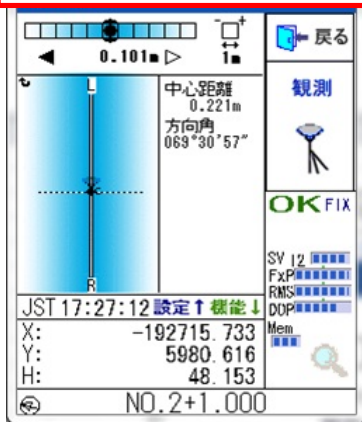 - +
◀ 0.101m ▷ 1m
戻る
L
中心距離
0.221m
方向角
069°30'57"
観測
R
OK FIX
SV 12
FxP
RMS
DOP
Mem
JST 17:27:12 設定↑機能↓
X: -192715.733
Y: 5980.616
H: 48.153
NO.2+1.000